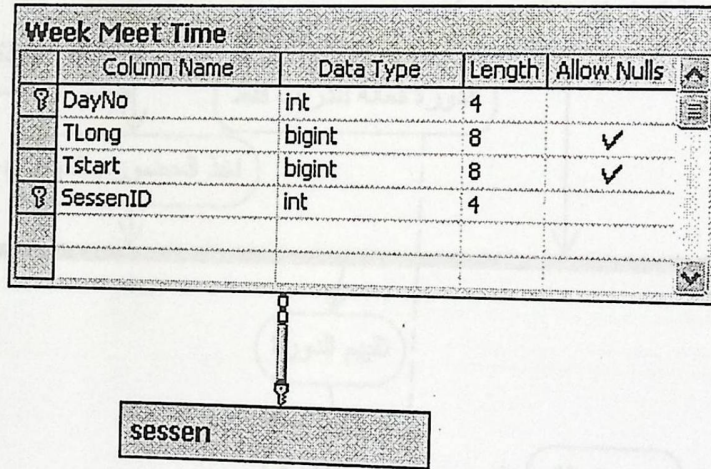 Week Meet Time
Column Name Data Type Length Allow Nulls
DayNo int 4
TLong bigint 8 ✓
Tstart bigint 8 ✓
SessenID int 4
sessen